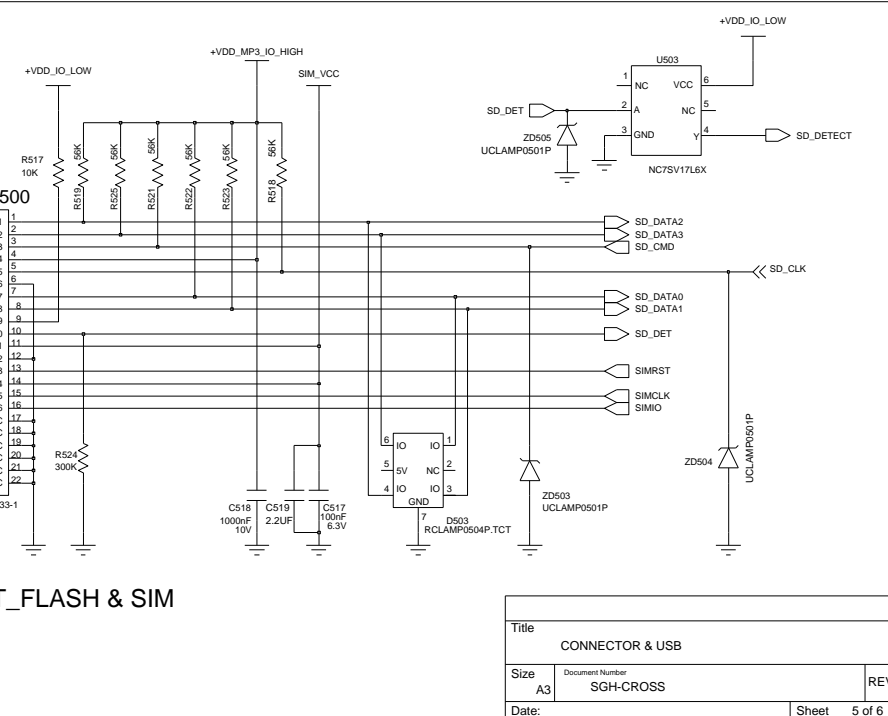 +VDD_IO_LOW
+VDD_MP3_IO_HIGH
+VDD_IO_LOW
SIM_VCC
U503
1
NC
VCC
6
SD_DET
2
A
NC
5
3
GND
Y
4
SD_DETECT
ZD505
UCLAMP0501P
NC7SV17L6X
R517
10K
56K
R519
56K
R525
56K
R521
56K
R522
56K
R523
56K
R518
500
1
2
3
4
5
6
7
8
9
10
11
12
13
14
15
16
17
18
19
20
21
22
33-1
SD_DATA2
SD_DATA3
SD_CMD
SD_CLK
SD_DATA0
SD_DATA1
SD_DET
SIMRST
SIMCLK
SIMIO
R524
300K
6
IO
IO
1
5
5V
NC
2
4
IO
IO
3
GND
7
D503
RCLAMP0504P.TCT
C518
1000nF
10V
C519
2.2UF
C517
100nF
6.3V
ZD503
UCLAMP0501P
ZD504
UCLAMP0501P
T_FLASH & SIM
Title
CONNECTOR & USB
Size
A3
Document Number
SGH-CROSS
REV
Date:
Sheet 5 of 6